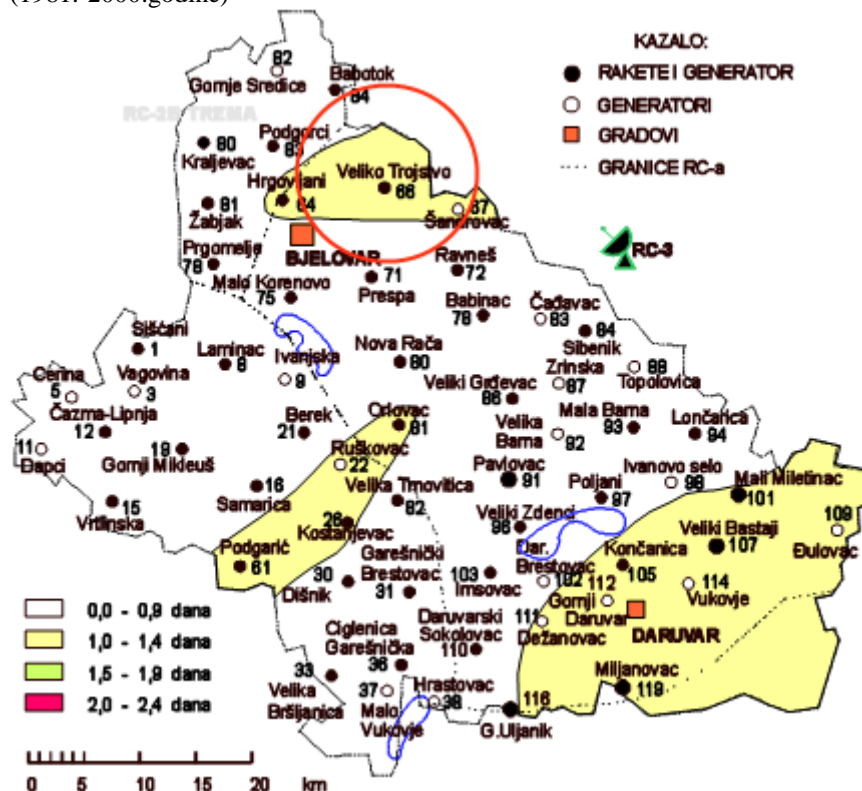 (1981.-2000.godine)
82
Gornje Sredice
Babotok
84
RC-2B TREMA
80
Kraljevac
Podgorci
83
Hrgovljani
64
Veliko Trojstvo
66
67
Šandrovac
81
Žabjak
Prgomelje
78
BJELOVAR
Malo Korenovo
75
71
Prespa
Ravneš
72
Babinac
78
Čađavac
83
84
Sibenik
RC-3
KAZALO:
RAKETE I GENERATOR
GENERATORI
GRADOVI
GRANICE RC-a
Sišćani
1
Laminac
8
Ivanjska
9
Nova Rača
80
Zrinska
87
88
Topolovica
Cerina
5
Vagovina
3
Čazma-Lipnja
12
11
Dapci
19
Gornji Mikleuš
Berek
21
Orlovac
81
Veliki Grđevac
86
Velika
Barna
92
Mala Barna
93
Lončarica
94
Ruškovac
22
Pavlovac
91
Poljani
97
Ivanovo selo
98
Mali Miletinac
101
15
Vrtlinska
16
Samarica
Velika Trnovitica
82
26
Kostanjevac
Veliki Zdenci
96
Dar.
Brestovac
102
Končanica
105
Veliki Bastaji
107
109
Đulovac
Podgarić
61
Garešnički
Brestovac
31
30
Dišnik
103
Imsovac
112
Gornji
Daruvar
114
Vukovje
111
Dežanovac
DARUVAR
Daruvarski
Sokolovac
110
Ciglenica
Garešnička
36
33
Velika
Bršljanica
37
Malo
Vukovje
Hrastovac
38
116
G.Uljanik
Miljanovac
119
0,0 - 0,9 dana
1,0 - 1,4 dana
1,5 - 1,9 dana
2,0 - 2,4 dana
0 5 10 15 20 km